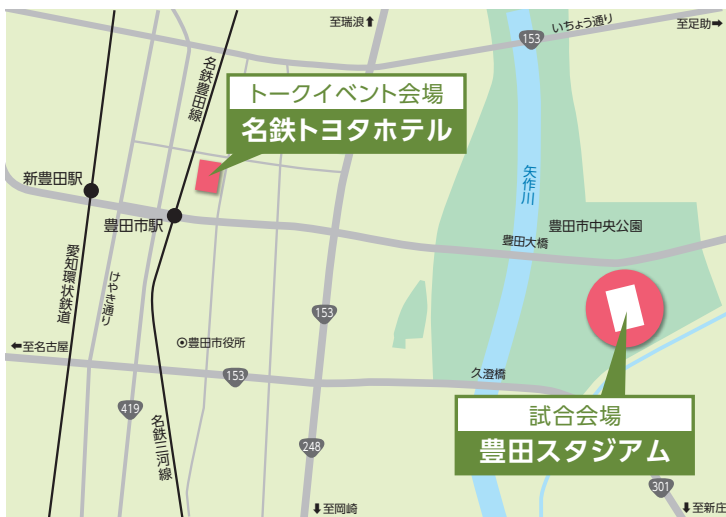 至瑞浪⬆
いちょう通り
153
至足助➡
名鉄豊田線
トークイベント会場
名鉄トヨタホテル
新豊田駅
豊田市駅
矢作川
豊田市中央公園
豊田大橋
愛知環状鉄道
けやき通り
153
⬅至名古屋
◉豊田市役所
153
久澄橋
419
名鉄三河線
試合会場
豊田スタジアム
248
301
⬇至岡崎
⬇至新庄